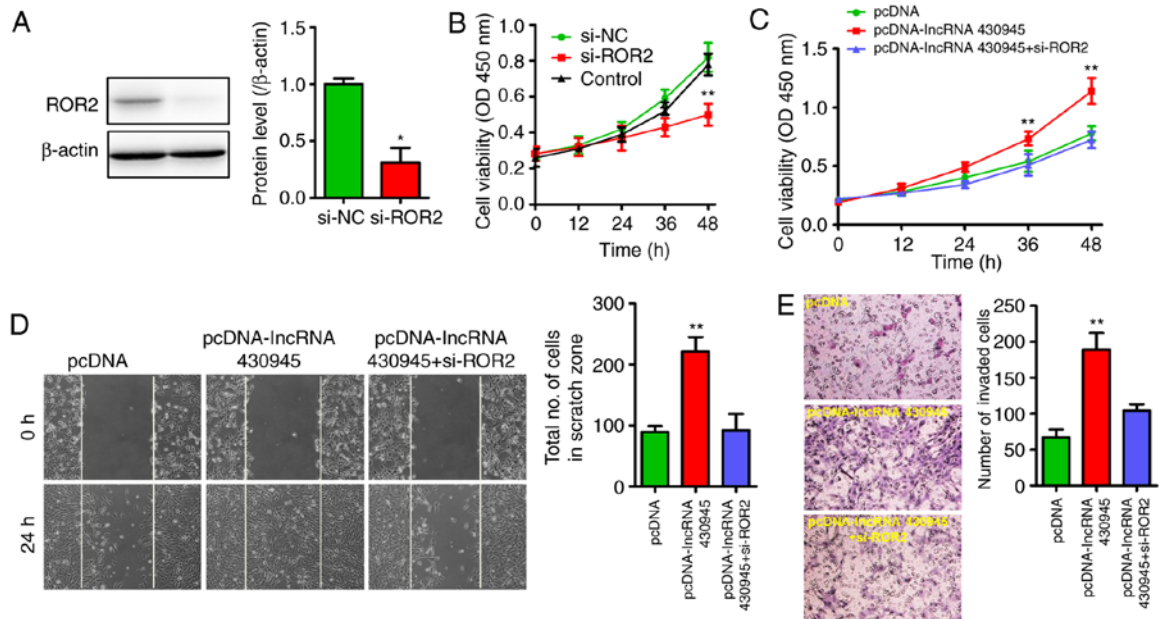 A
ROR2
β-actin
Protein level (/β-actin)
1.5
1.0
0.5
0.0
*
si-NC
si-ROR2
B
si-NC
si-ROR2
Control
Cell viability (OD 450 nm)
1.0
0.8
0.6
0.4
0.2
0.0
**
0
12
24
36
48
Time (h)
C
pcDNA
pcDNA-lncRNA 430945
pcDNA-lncRNA 430945+si-ROR2
Cell viability (OD 450 nm)
1.5
1.0
0.5
0.0
**
**
0
12
24
36
48
Time (h)
D
pcDNA
pcDNA-lncRNA
430945
pcDNA-lncRNA
430945+si-ROR2
0 h
24 h
Total no. of cells
in scratch zone
300
200
100
0
**
pcDNA
pcDNA-lncRNA
430945
pcDNA-lncRNA
430945+si-ROR2
E
pcDNA
pcDNA-lncRNA 430945
pcDNA-lncRNA 430945
+si-ROR2
Number of invaded cells
250
200
150
100
50
0
**
pcDNA
pcDNA-lncRNA
430945
pcDNA-lncRNA
430945+si-ROR2